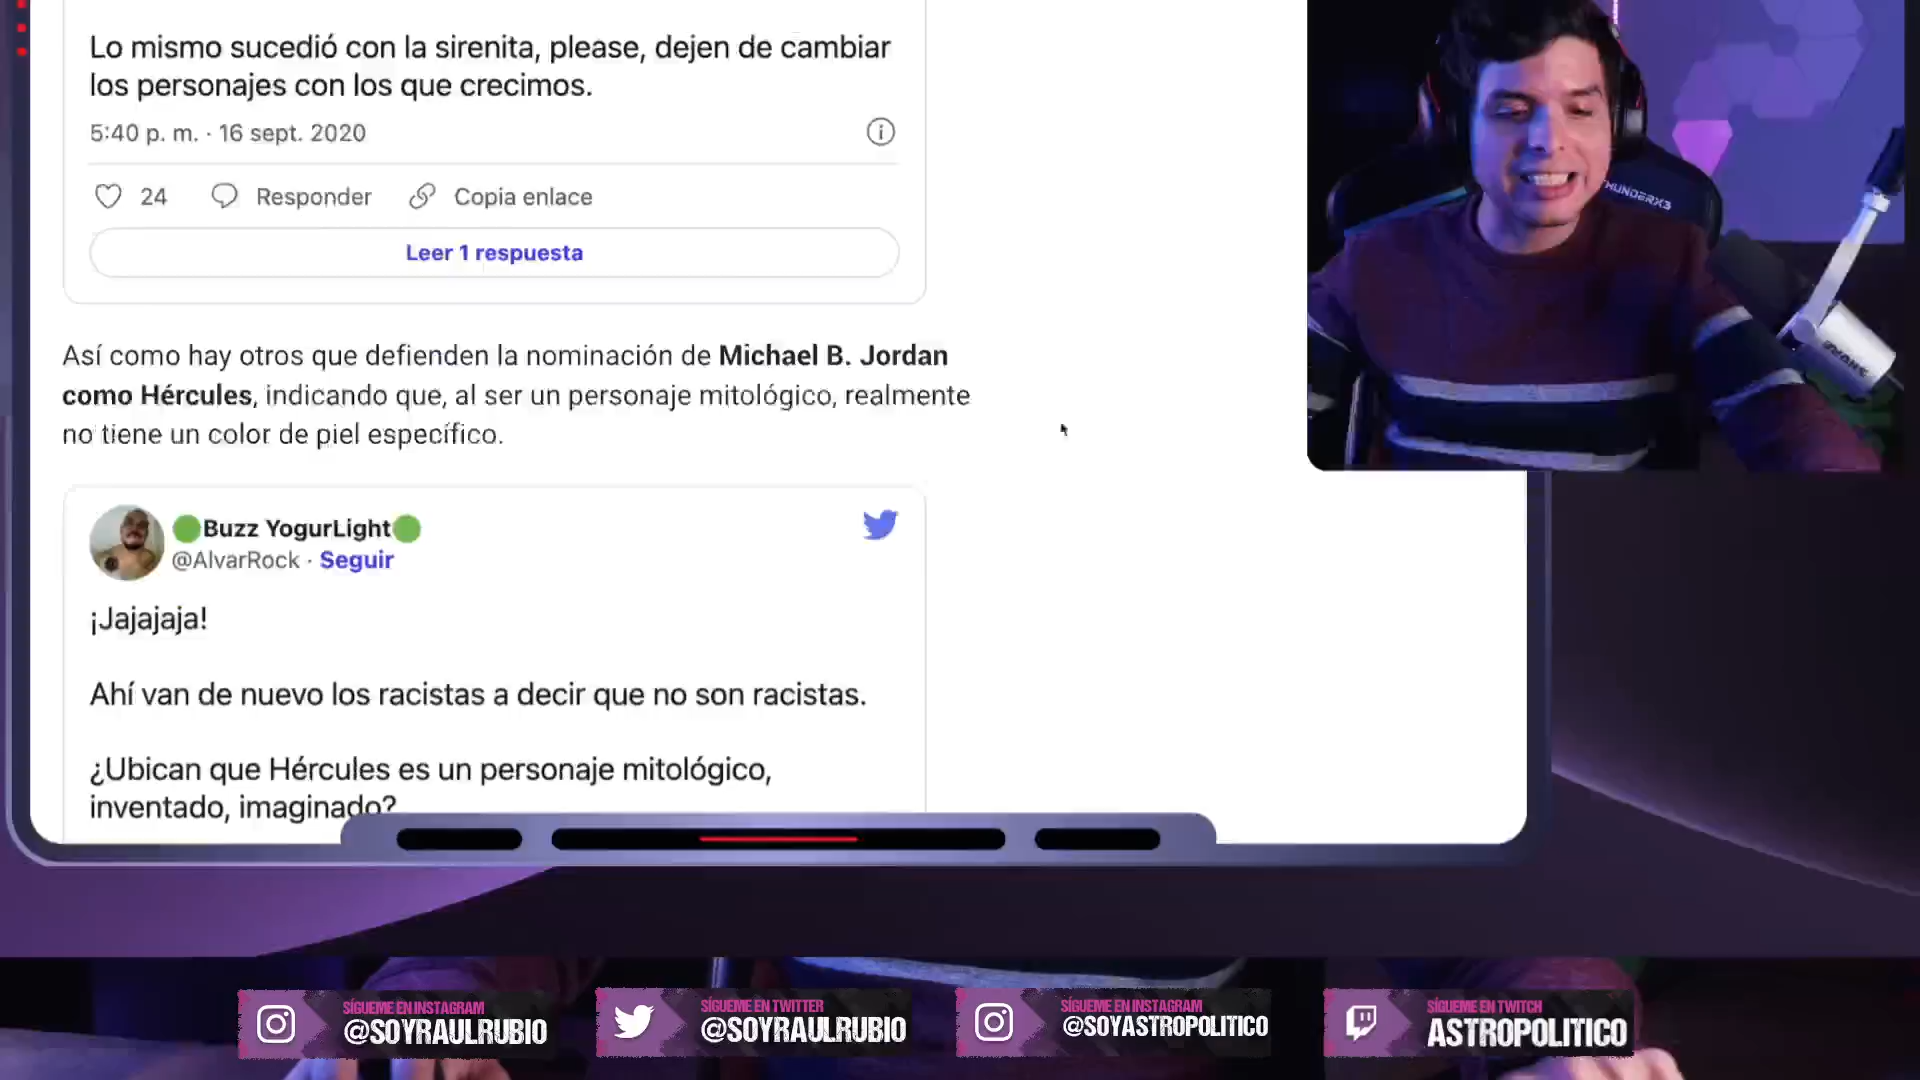 Lo mismo sucedió con la sirenita, please, dejen de cambiar
los personajes con los que crecimos.
5:40 p. m. · 16 sept. 2020
24 Responder Copia enlace
Leer 1 respuesta
Así como hay otros que defienden la nominación de Michael B. Jordan
como Hércules, indicando que, al ser un personaje mitológico, realmente
no tiene un color de piel específico.
Buzz YogurLight
@AlvarRock · Seguir
¡Jajajaja!
Ahí van de nuevo los racistas a decir que no son racistas.
¿Ubican que Hércules es un personaje mitológico,
inventado, imaginado?
THUNDERX3
SÍGUEME EN INSTAGRAM
@SOYRAULRUBIO
SÍGUEME EN TWITTER
@SOYRAULRUBIO
SÍGUEME EN INSTAGRAM
@SOYASTROPOLITICO
SÍGUEME EN TWITCH
ASTROPOLITICO